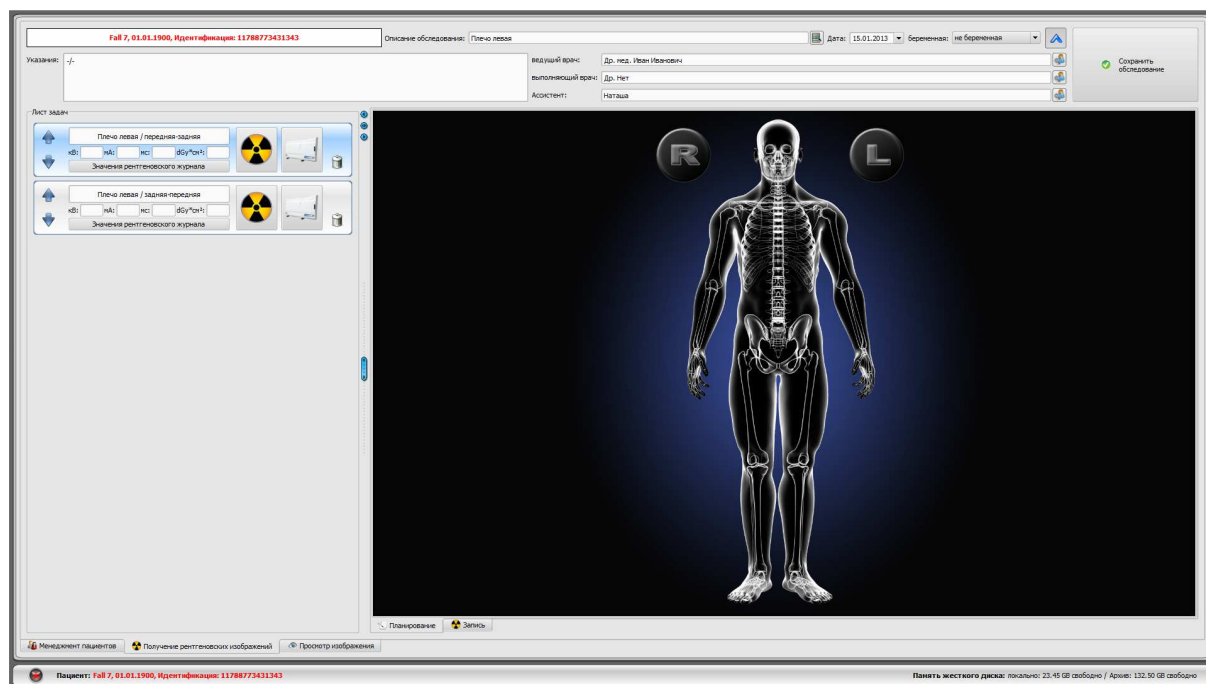 Fall 7, 01.01.1900, Идентификация: 11788773431343
Описание обследования: Плечо левая
Дата: 15.01.2013
беременная: не беременная
Сохранить
обследование
Указания: -/-
ведущий врач: Др. мед. Иван Иванович
выполняющий врач: Др. Нет
Ассистент: Наташа
Лист задач
Плечо левая / передняя-задняя
кВ: мА: мс: dGy*cm²:
Значения рентгеновского журнала
Плечо левая / задняя-передняя
кВ: мА: мс: dGy*cm²:
Значения рентгеновского журнала
R L
Планирование Запись
Менеджмент пациентов Получение рентгеновских изображений Просмотр изображения
Пациент: Fall 7, 01.01.1900, Идентификация: 11788773431343
Память жесткого диска: локально: 23.45 GB свободно / Архив: 132.50 GB свободно